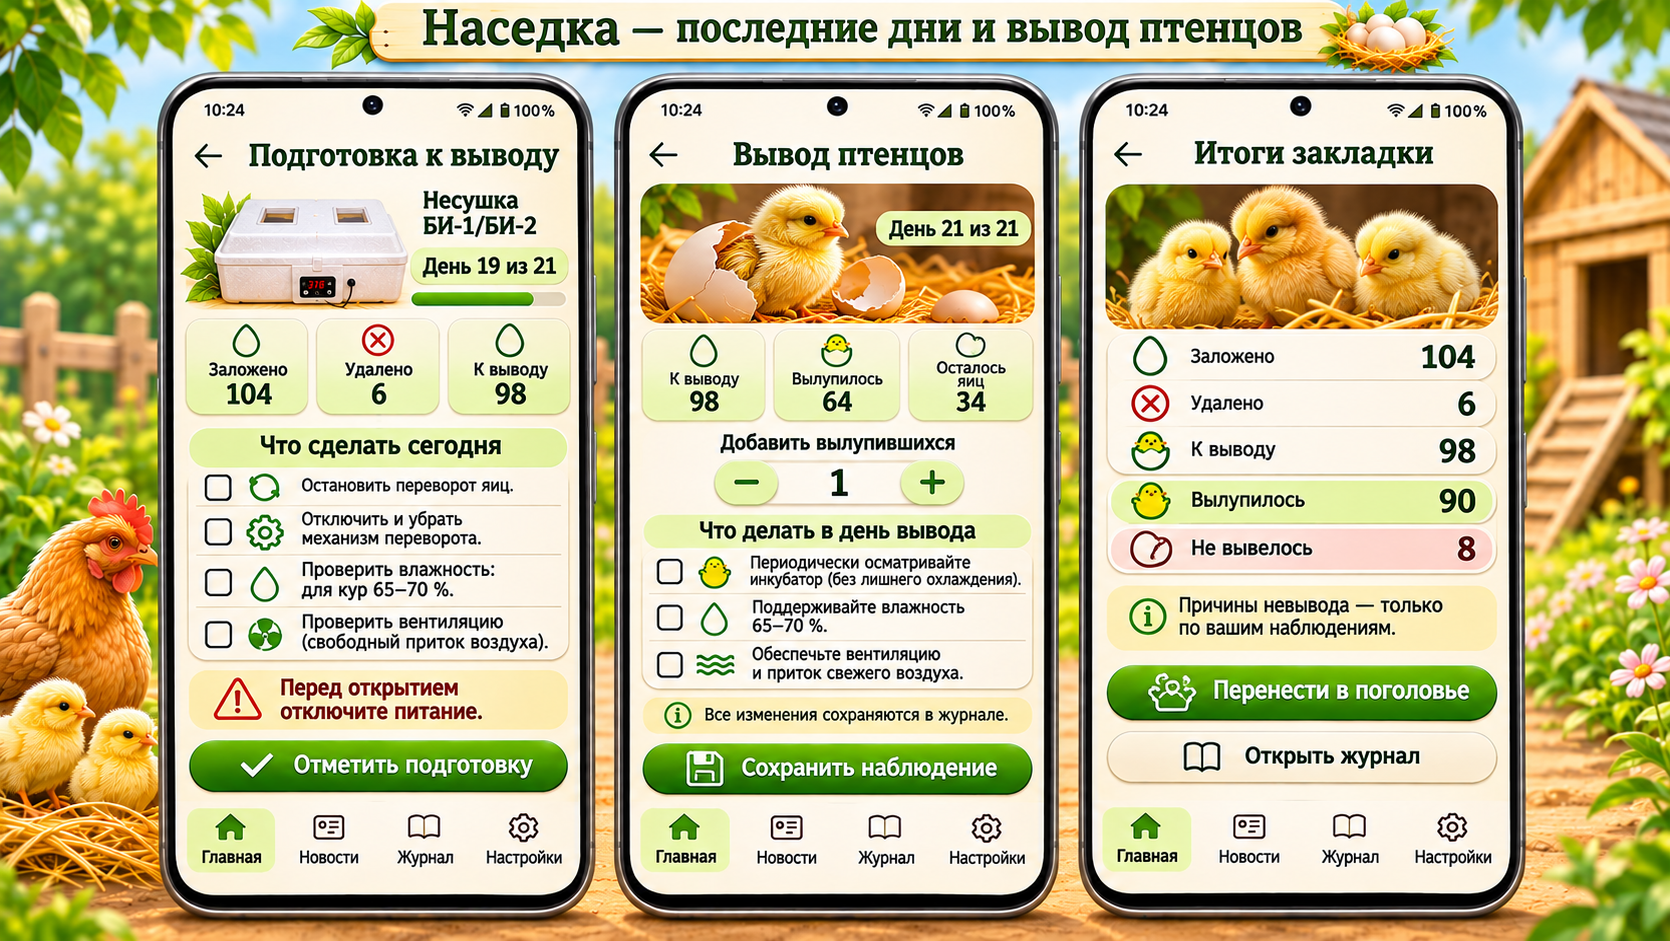 Наседка — последние дни и вывод птенцов
10:24
100%
Подготовка к выводу
Несушка
БИ-1/БИ-2
День 19 из 21
Заложено
104
Удалено
6
К выводу
98
Что сделать сегодня
Остановить переворот яиц.
Отключить и убрать
механизм переворота.
Проверить влажность:
для кур 65–70 %.
Проверить вентиляцию
(свободный приток воздуха).
Перед открытием
отключите питание.
Отметить подготовку
Главная
Новости
Журнал
Настройки
10:24
100%
Вывод птенцов
День 21 из 21
К выводу
98
Вылупилось
64
Осталось
яиц
34
Добавить вылупившихся
− 1 +
Что делать в день вывода
Периодически осматривайте
инкубатор (без лишнего охлаждения).
Поддерживайте влажность
65–70 %.
Обеспечьте вентиляцию
и приток свежего воздуха.
Все изменения сохраняются в журнале.
Сохранить наблюдение
Главная
Новости
Журнал
Настройки
10:24
100%
Итоги закладки
Заложено 104
Удалено 6
К выводу 98
Вылупилось 90
Не вывелось 8
Причины невывода — только
по вашим наблюдениям.
Перенести в поголовье
Открыть журнал
Главная
Новости
Журнал
Настройки